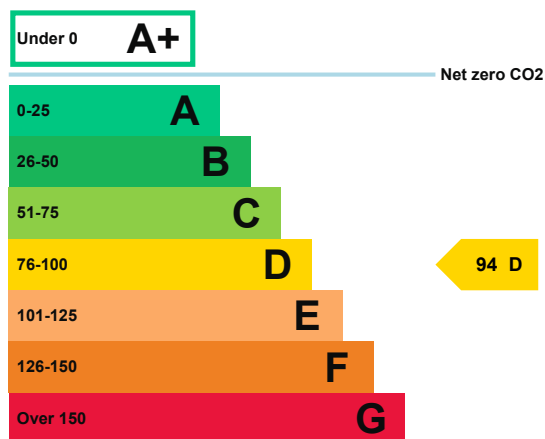 Under 0 A+
Net zero CO2
0-25 A
26-50 B
51-75 C
76-100 D 94 D
101-125 E
126-150 F
Over 150 G